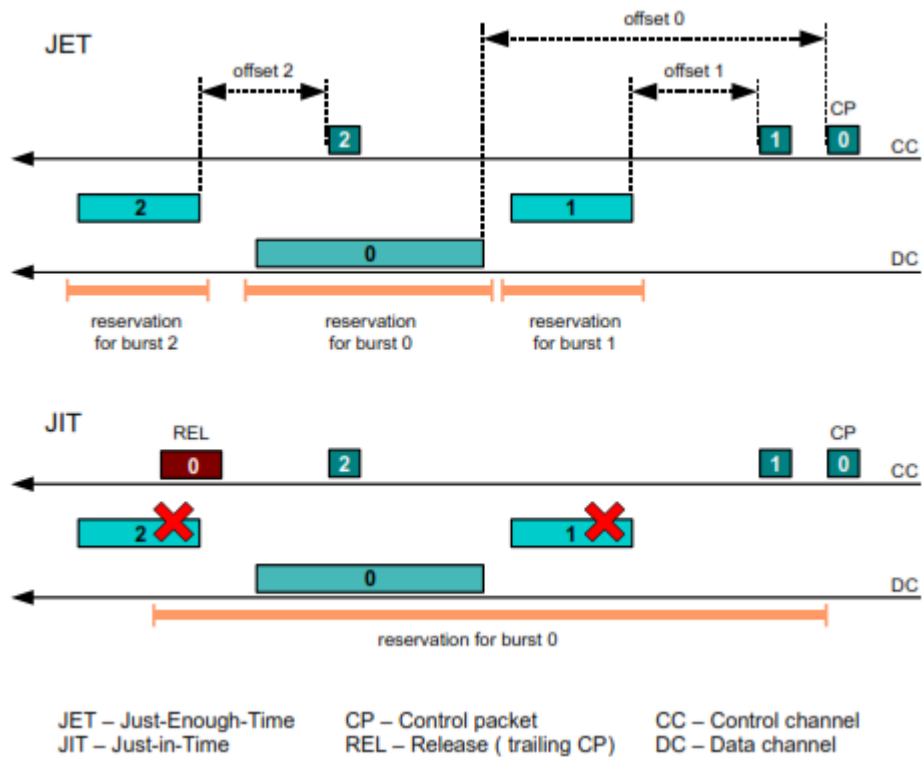 offset 0
JET
offset 2
offset 1
CP
2
1
0
CC
2
1
0
DC
reservation
for burst 2
reservation
for burst 0
reservation
for burst 1
JIT
REL
CP
0
2
1
0
CC
2
1
0
DC
reservation for burst 0
JET – Just-Enough-Time
CP – Control packet
CC – Control channel
JIT – Just-in-Time
REL – Release ( trailing CP)
DC – Data channel